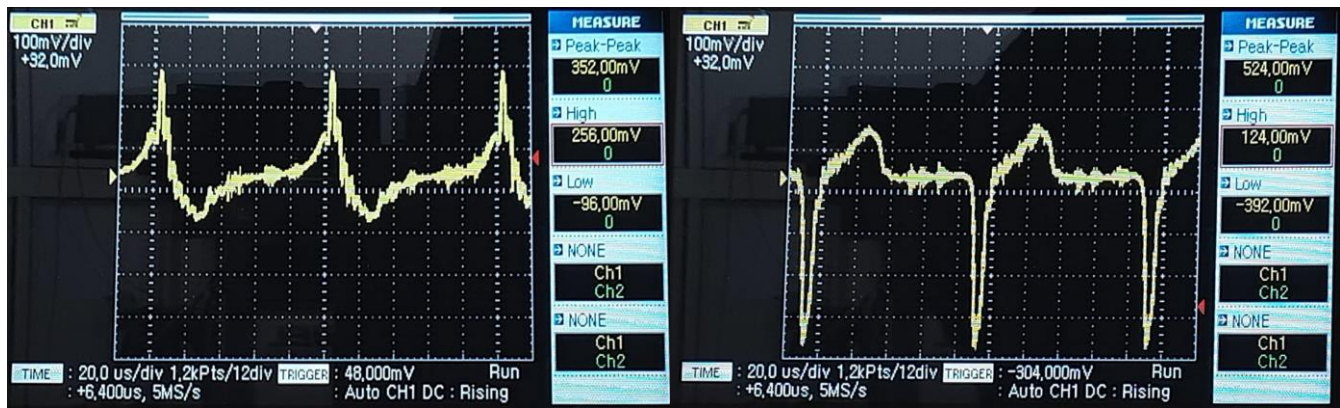 CH1
100mV/div
+92,0mV
MEASURE
Peak-Peak
352,00mV
0
High
256,00mV
0
Low
-96,00mV
0
NONE
Ch1
Ch2
NONE
Ch1
Ch2
TIME : 20,0 us/div 1,2kPts/12div TRIGGER : 48,000mV Run
: +6,400us, 5MS/s : Auto CH1 DC : Rising
CH1
100mV/div
+92,0mV
MEASURE
Peak-Peak
524,00mV
0
High
124,00mV
0
Low
-392,00mV
0
NONE
Ch1
Ch2
NONE
Ch1
Ch2
TIME : 20,0 us/div 1,2kPts/12div TRIGGER : -304,000mV Run
: +6,400us, 5MS/s : Auto CH1 DC : Rising